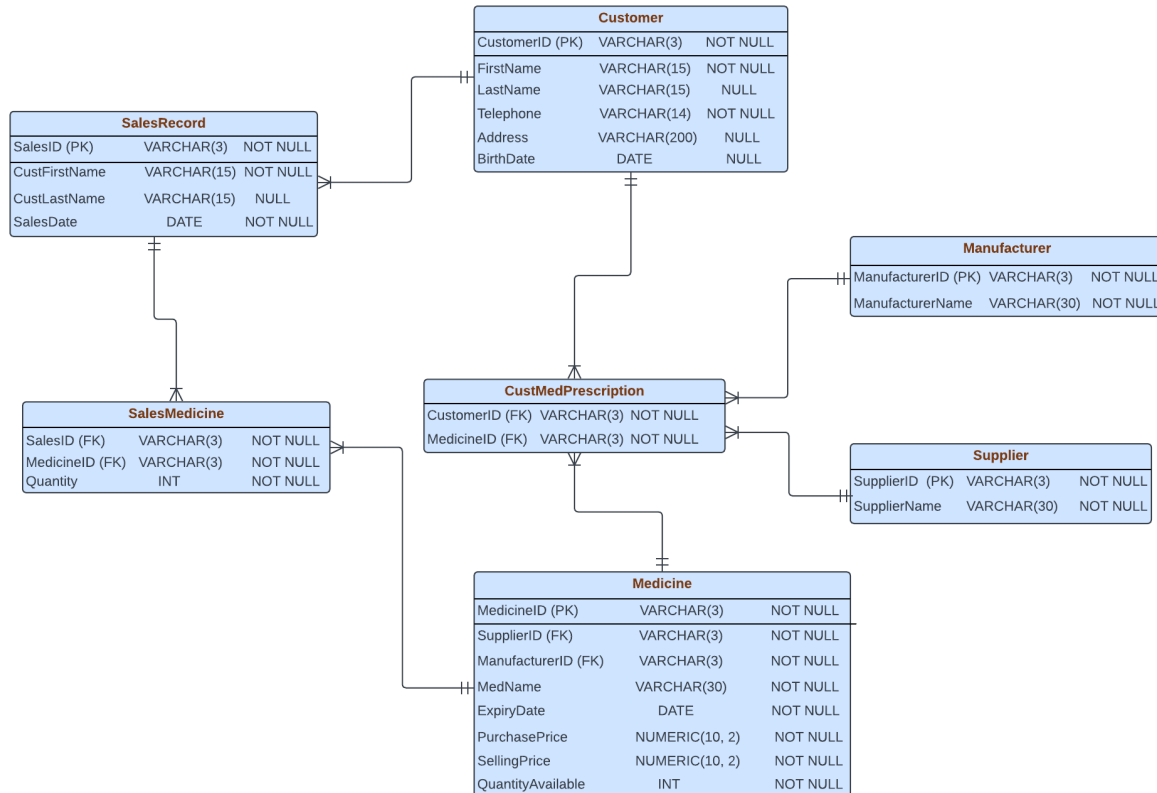 Customer
CustomerID (PK) VARCHAR(3) NOT NULL
FirstName VARCHAR(15) NOT NULL
LastName VARCHAR(15) NULL
Telephone VARCHAR(14) NOT NULL
Address VARCHAR(200) NULL
BirthDate DATE NULL
SalesRecord
SalesID (PK) VARCHAR(3) NOT NULL
CustFirstName VARCHAR(15) NOT NULL
CustLastName VARCHAR(15) NULL
SalesDate DATE NOT NULL
Manufacturer
ManufacturerID (PK) VARCHAR(3) NOT NULL
ManufacturerName VARCHAR(30) NOT NULL
CustMedPrescription
CustomerID (FK) VARCHAR(3) NOT NULL
MedicineID (FK) VARCHAR(3) NOT NULL
SalesMedicine
SalesID (FK) VARCHAR(3) NOT NULL
MedicineID (FK) VARCHAR(3) NOT NULL
Quantity INT NOT NULL
Supplier
SupplierID (PK) VARCHAR(3) NOT NULL
SupplierName VARCHAR(30) NOT NULL
Medicine
MedicineID (PK) VARCHAR(3) NOT NULL
SupplierID (FK) VARCHAR(3) NOT NULL
ManufacturerID (FK) VARCHAR(3) NOT NULL
MedName VARCHAR(30) NOT NULL
ExpiryDate DATE NOT NULL
PurchasePrice NUMERIC(10, 2) NOT NULL
SellingPrice NUMERIC(10, 2) NOT NULL
QuantityAvailable INT NOT NULL